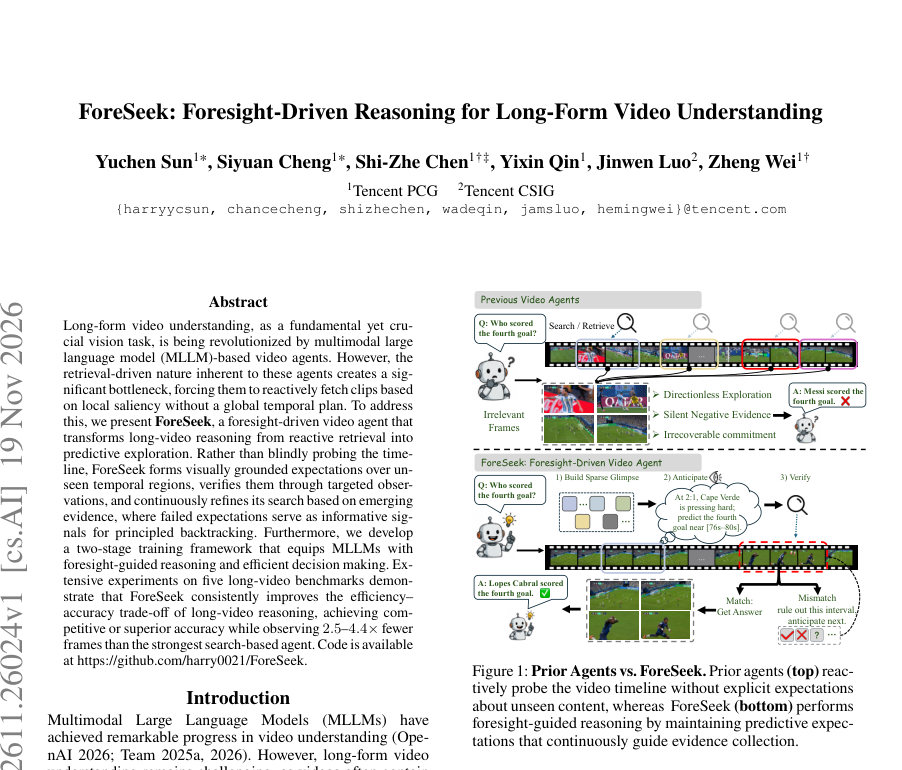 ForeSeek: Foresight-Driven Reasoning for Long-Form Video Understanding
Yuchen Sun1*, Siyuan Cheng1*, Shi-Zhe Chen1†‡, Yixin Qin1, Jinwen Luo2, Zheng Wei1†
1Tencent PCG 2Tencent CSIG
{harryycsun, chancecheng, shizhechen, wadeqin, jamsluo, hemingwei}@tencent.com
2611.26024v1 [cs.AI] 19 Nov 2026
Abstract
Long-form video understanding, as a fundamental yet cru-
cial vision task, is being revolutionized by multimodal large
language model (MLLM)-based video agents. However, the
retrieval-driven nature inherent to these agents creates a sig-
nificant bottleneck, forcing them to reactively fetch clips based
on local saliency without a global temporal plan. To address
this, we present ForeSeek, a foresight-driven video agent that
transforms long-video reasoning from reactive retrieval into
predictive exploration. Rather than blindly probing the time-
line, ForeSeek forms visually grounded expectations over un-
seen temporal regions, verifies them through targeted obser-
vations, and continuously refines its search based on emerging
evidence, where failed expectations serve as informative sig-
nals for principled backtracking. Furthermore, we develop
a two-stage training framework that equips MLLMs with
foresight-guided reasoning and efficient decision making. Ex-
tensive experiments on five long-video benchmarks demon-
strate that ForeSeek consistently improves the efficiency–
accuracy trade-off of long-video reasoning, achieving com-
petitive or superior accuracy while observing 2.5–4.4× fewer
frames than the strongest search-based agent. Code is available
at https://github.com/harry0021/ForeSeek.
Introduction
Multimodal Large Language Models (MLLMs) have
achieved remarkable progress in video understanding (Ope-
nAI 2026; Team 2025a, 2026). However, long-form video
Previous Video Agents
Q: Who scored
the fourth goal?
Search / Retrieve
?
...
Irrelevant
Frames
➢ Directionless Exploration
➢ Silent Negative Evidence
➢ Irrecoverable commitment
A: Messi scored the
fourth goal. ❌
?
ForeSeek: Foresight-Driven Video Agent
Q: Who scored
the fourth goal?
1) Build Sparse Glimpse
2) Anticipate
3) Verify
...
At 2:1, Cape Verde
is pressing hard;
predict the fourth
goal near [76s–80s].
...
A: Lopes Cabral scored
the fourth goal. ✅
Match:
Get Answer
Mismatch
rule out this interval,
anticipate next.
? ...
Figure 1: Prior Agents vs. ForeSeek. Prior agents (top) reac-
tively probe the video timeline without explicit expectations
about unseen content, whereas ForeSeek (bottom) performs
foresight-guided reasoning by maintaining predictive expec-
tations that continuously guide evidence collection.